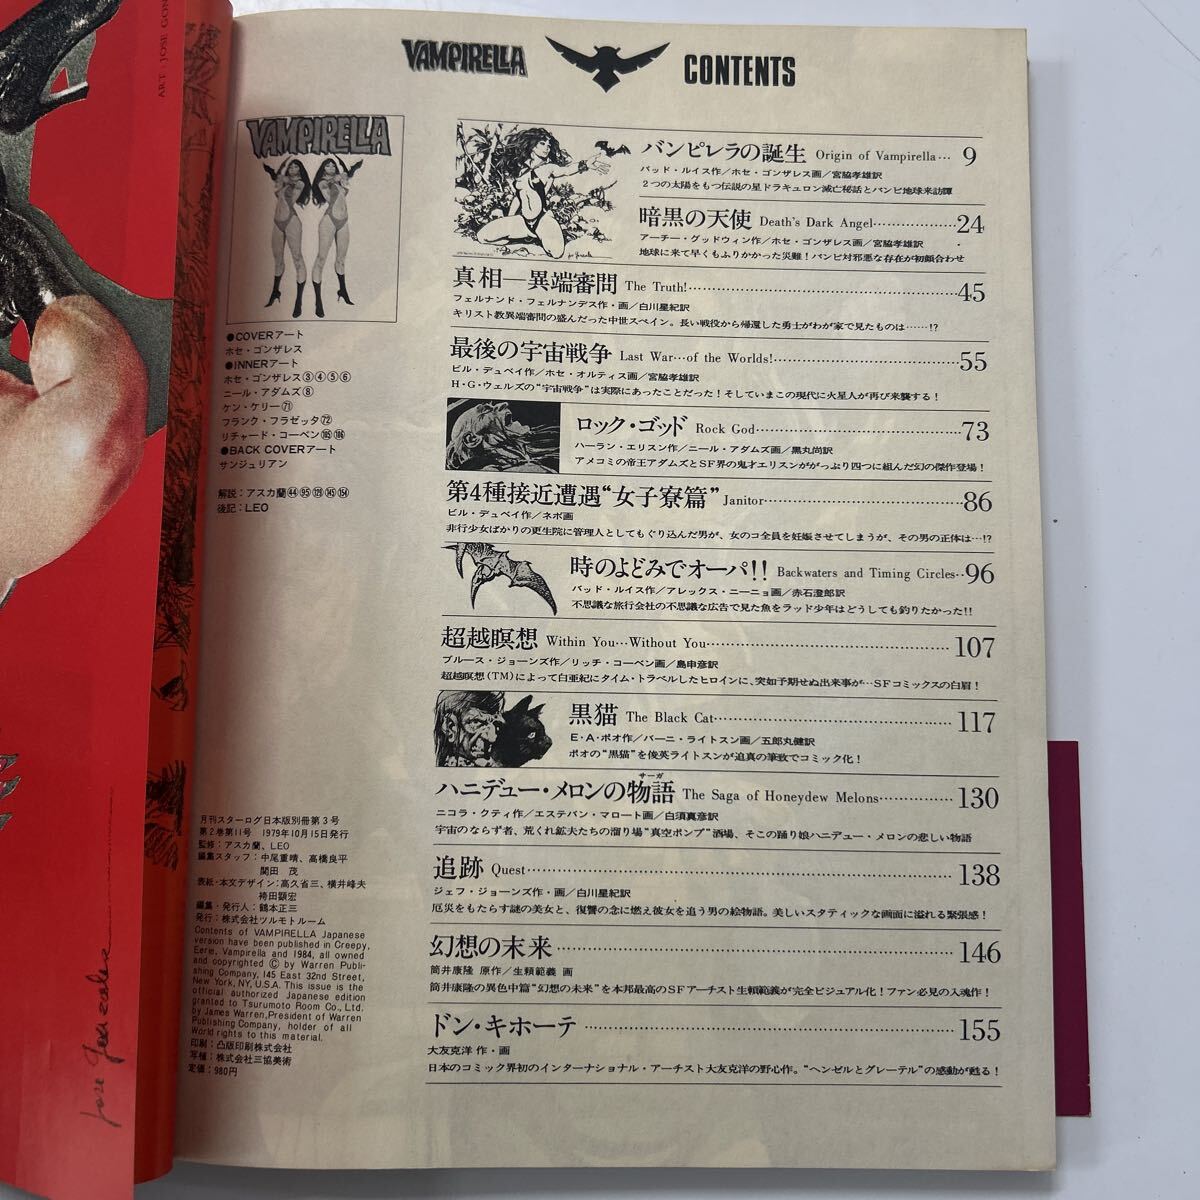 ART : JOSE GON
VAMPIRELLA
CONTENTS
VAMPIRELLA
●COVERアート
ホセ・ゴンザレス
●INNERアート
ホセ・ゴンザレス③④⑤⑥
ニール・アダムズ⑧
ケン・ケリー㉛
フランク・フラゼッタ
リチャード・コーベン
●BACK COVERアート
サンジュリアン
解説：アスカ蘭
後記：LEO
バンピレラの誕生 Origin of Vampirella… 9
バッド・ルイス作／ホセ・ゴンザレス画／宮脇孝雄訳
2つの太陽をもつ伝説の星ドラキュロン滅亡秘話とバンピ地球来訪譚
暗黒の天使 Death's Dark Angel………………24
アーチー・グッドウィン作／ホセ・ゴンザレス画／宮脇孝雄訳
地球に来て早くもふりかかった災難！バンピ対邪悪な存在が初顔合わせ
真相—異端審問 The Truth!………………45
フェルナンド・フェルナンデス作・画／白川星紀訳
キリスト教異端審問の盛んだった中世スペイン。長い戦役から帰還した勇士がわが家で見たものは……!?
最後の宇宙戦争 Last War…of the Worlds!………………55
ビル・デュベイ作／ホセ・オルティス画／宮脇孝雄訳
H・G・ウェルズの“宇宙戦争”は実際にあったことだった！そしていまこの現代に火星人が再び来襲する！
ロック・ゴッド Rock God………………73
ハーラン・エリスン作／ニール・アダムズ画／黒丸尚訳
アメコミの帝王アダムズとSF界の鬼才エリスンががっぷり四つに組んだ幻の傑作登場！
第4種接近遭遇“女子寮篇” Janitor………………86
ビル・デュベイ作／ネボ画
非行少女ばかりの更生院に管理人としてもぐり込んだ男が、女のコ全員を妊娠させてしまうが、その男の正体は…!?
時のよどみでオーパ!! Backwaters and Timing Circles‥96
バッド・ルイス作／アレックス・ニーニョ画／赤石澄郎訳
不思議な旅行会社の不思議な広告で見た魚をラッド少年はどうしても釣りたかった!!
超越瞑想 Within You…Without You………………107
ブルース・ジョーンズ作／リッチ・コーベン画／島中彦訳
超越瞑想(TM)によって白亜紀にタイム・トラベルしたヒロインに、突如予期せぬ出来事が…SFコミックスの白眉！
黒猫 The Black Cat………………117
E・A・ポオ作／バーニ・ライトスン画／五郎丸健訳
ポオの“黒猫”を俊英ライトスンが迫真の筆致でコミック化！
ハニデュー・メロンの物語 サーガ The Saga of Honeydew Melons……………130
ニコラ・クティ作／エステバン・マロート画／白須真彦訳
宇宙のならず者、荒くれ鉱夫たちの溜り場“真空ポンプ”酒場、そこの踊り娘ハニデュー・メロンの悲しい物語
追跡 Quest………………138
ジェフ・ジョーンズ作・画／白川星紀訳
厄災をもたらす謎の美女と、復讐の念に燃え彼女を追う男の絵物語。美しいスタティックな画面に溢れる緊張感！
幻想の未来………………146
筒井康隆 原作／生頼範義 画
筒井康隆の異色中篇“幻想の未来”を本邦最高のSFアーチスト生頼範義が完全ビジュアル化！ファン必見の入魂作！
ドン・キホーテ………………155
大友克洋 作・画
日本のコミック界初のインターナショナル・アーチスト大友克洋の野心作。“ヘンゼルとグレーテル”の感動が甦る！
月刊スターログ日本版別冊第3号
第2巻第11号 1979年10月15日発行
監修：アスカ蘭、LEO
編集スタッフ：中尾重晴、高橋良平
関田 茂
表紙・本文デザイン：高久省三、横井峰夫
袴田顕宏
編集・発行人：鶴本正三
発行：株式会社ツルモトルーム
Contents of VAMPIRELLA Japanese
version have been published in Creepy,
Eerie, Vampirella and 1984, all owned
and copyrighted Ⓒ by Warren Publi-
shing Company, 145 East 32nd Street,
New York, NY, U.S.A. This issue is the
official authorized Japanese edition
granted to Tsurumoto Room Co., Ltd.
by James Warren,President of Warren
Publishing Company, holder of all
World rights to this material.
印刷：凸版印刷株式会社
写植：株式会社三協美術
定価：980円